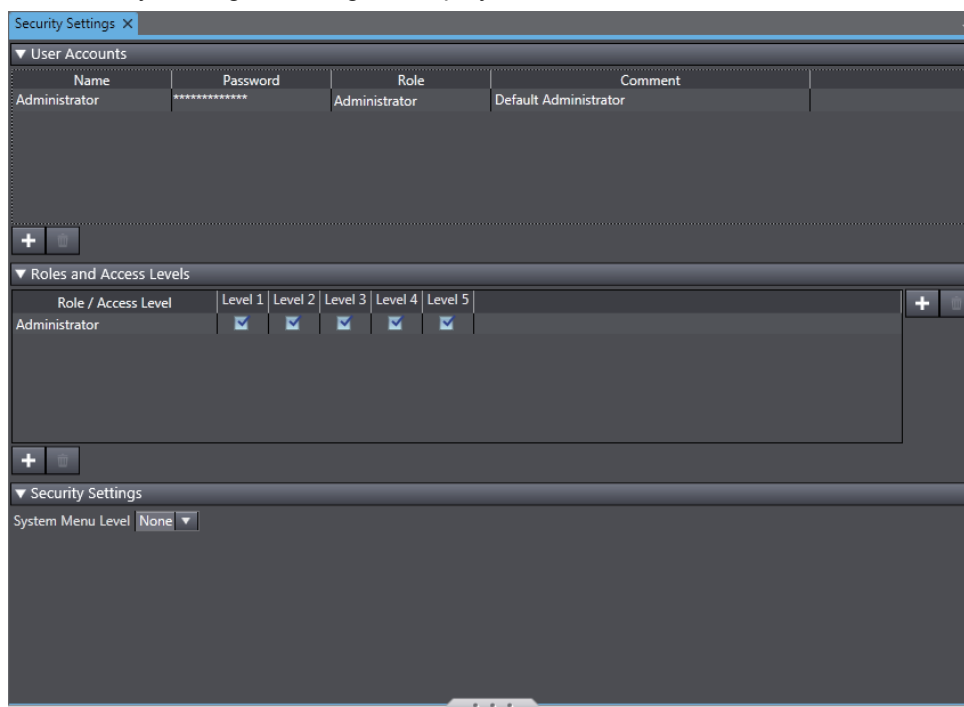 Security Settings
User Accounts
Name Password Role Comment
Administrator ************* Administrator Default Administrator
Roles and Access Levels
Role / Access Level Level 1 Level 2 Level 3 Level 4 Level 5
Administrator
Security Settings
System Menu Level None